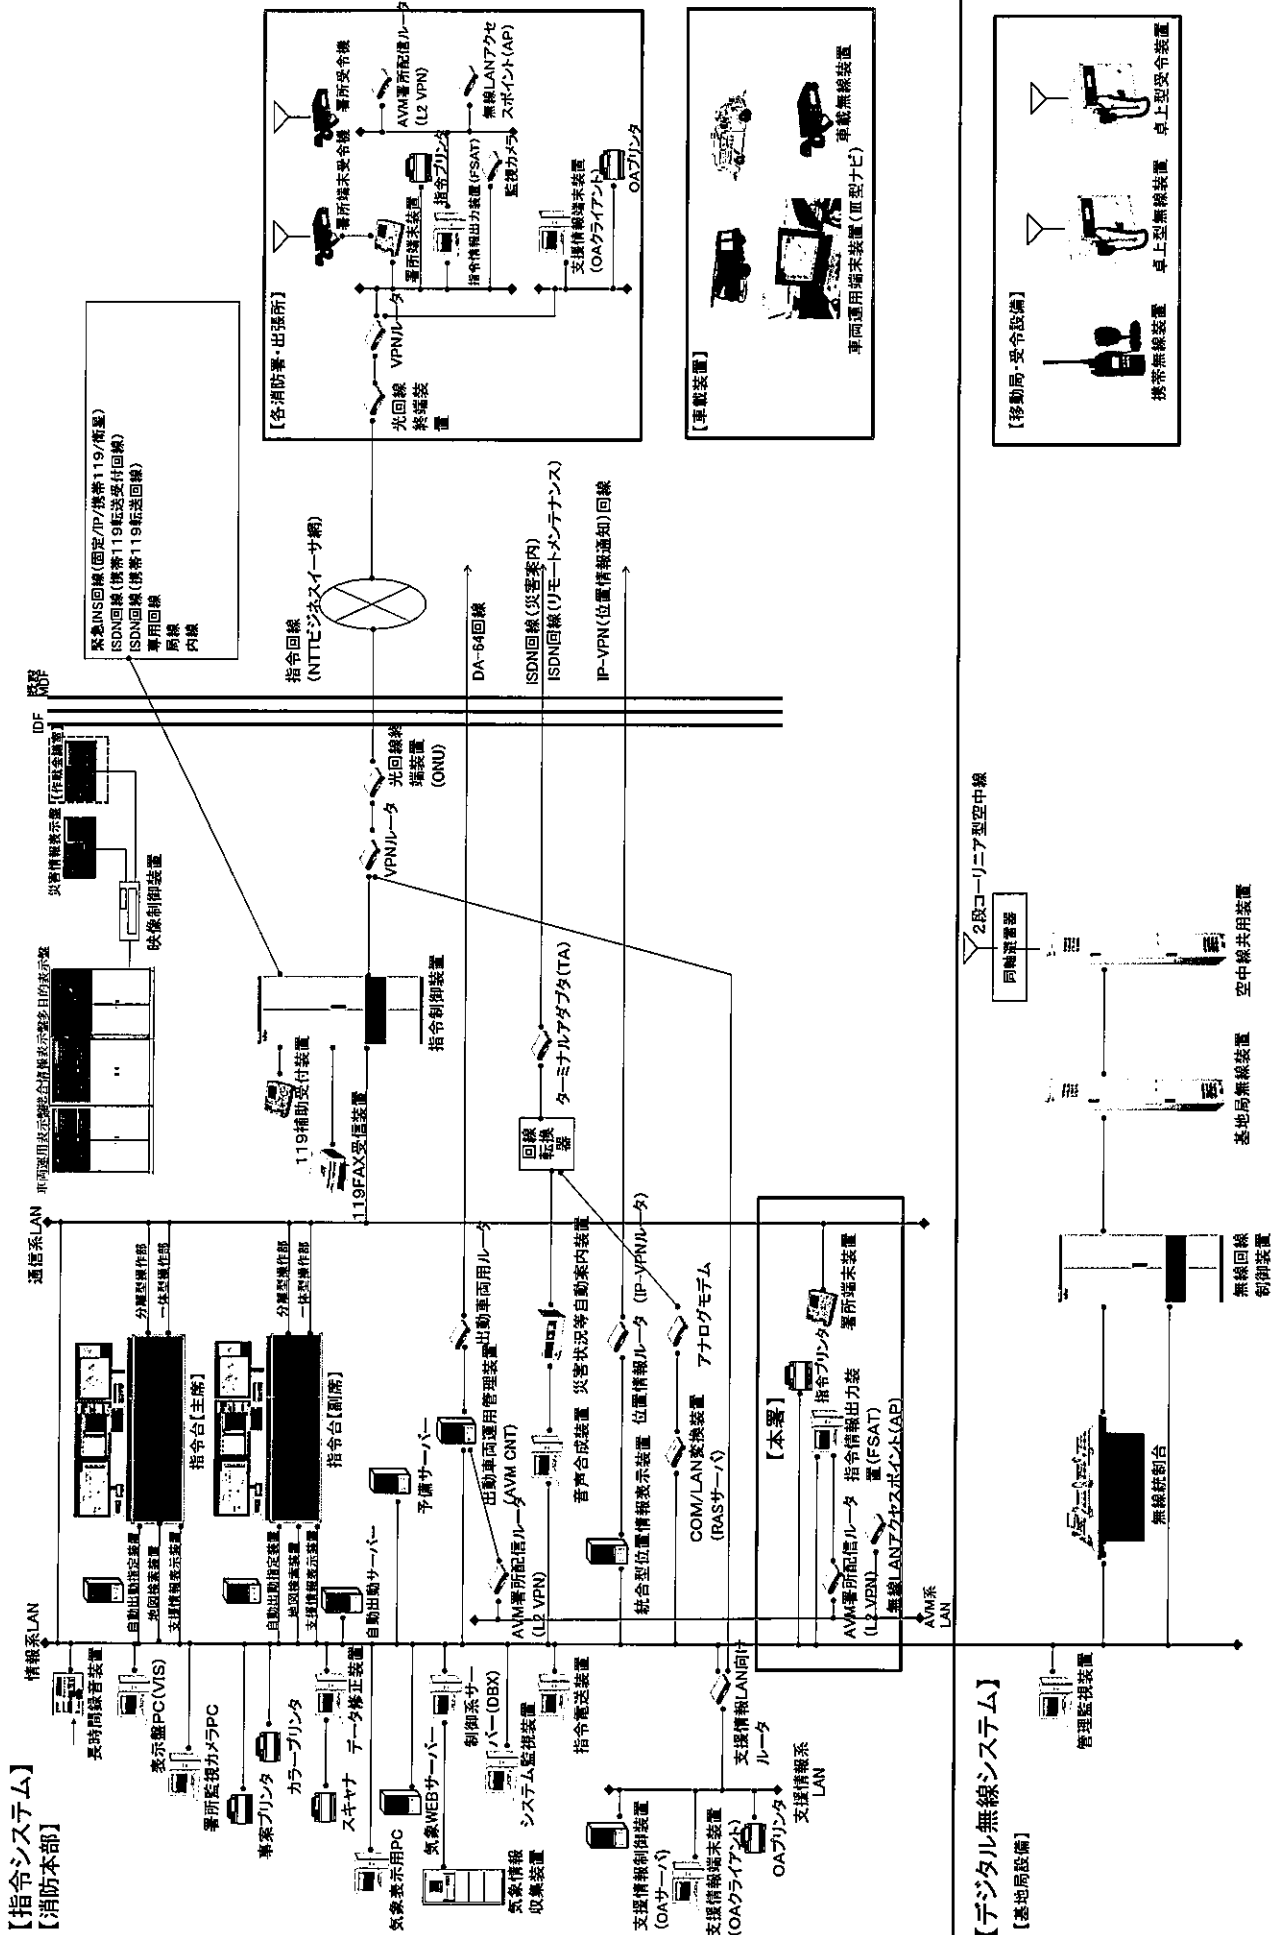 【指令システム】
【消防本部】
情報系LAN
長時間録音装置
表示盤PC(VIS)
署所監視カメラPC
事案プリンタ
カラープリンタ
スキャナ
データ修正装置
気象表示用PC
気象WEBサーバー
気象情報
収集装置
制御系サー
バー(DBX)
システム監視装置
指令電送装置
支援情報制御装置
(OAサーバ)
支援情報端末装置
(OAクライアント)
OAプリンタ
支援情報系
LAN
支援情報LAN向け
ルータ
通信系LAN
自動出動指定装置
地図検索装置
支援情報表示装置
指令台【主席】
分離型操作部
一体型操作部
自動出動指定装置
地図検索装置
支援情報表示装置
指令台【副席】
分離型操作部
一体型操作部
自動出動サーバー
予備サーバー
出動車両運用管理装置
(AVM CNT)
出動車両用ルータ
AVM署所配信ルータ
(L2 VPN)
音声合成装置
災害状況等自動案内装置
統合型位置情報表示装置
位置情報ルータ
(IP-VPNルータ)
COM/LAN変換装置
(RASサーバ)
アナログモデム
【本署】
指令プリンタ
署所端末装置
指令情報出力装
置(FSAT)
AVM署所配信ルータ
(L2 VPN)
無線LANアクセスポイント(AP)
AVM系
LAN
車両運用表示盤
総合情報表示盤
多目的表示盤
映像制御装置
災害情報表示盤
【作戦会議室】
119補助受付装置
119FAX受信装置
指令制御装置
回線
転換
器
ターミナルアダプタ(TA)
VPNルータ
光回線終
端装置
(ONU)
IDF
既設
MDF
緊急INS回線(固定/IP/携帯119/衛星)
ISDN回線(携帯119転送受付回線)
ISDN回線(携帯119転送回線)
専用回線
局線
内線
指令回線
(NTTビジネスイーサ網)
DA-64回線
ISDN回線(災害案内)
ISDN回線(リモートメンテナンス)
IP-VPN(位置情報通知)回線
【各消防署・出張所】
光回線
終端装
置
VPNルータ
署所端末受令機
署所受令機
署所端末装置
指令プリンタ
指令情報出力装置(FSAT)
監視カメラ
AVM署所配信ルータ
(L2 VPN)
無線LANアクセ
スポイント(AP)
支援情報端末装置
(OAクライアント)
OAプリンタ
【車載装置】
車両運用端末装置(Ⅲ型ナビ)
車載無線装置
【デジタル無線システム】
【基地局設備】
管理監視装置
無線統制台
無線回線
制御装置
基地局無線装置
空中線共用装置
同軸避雷器
2段コーリニア型空中線
【移動局・受令設備】
携帯無線装置
卓上型無線装置
卓上型受令装置